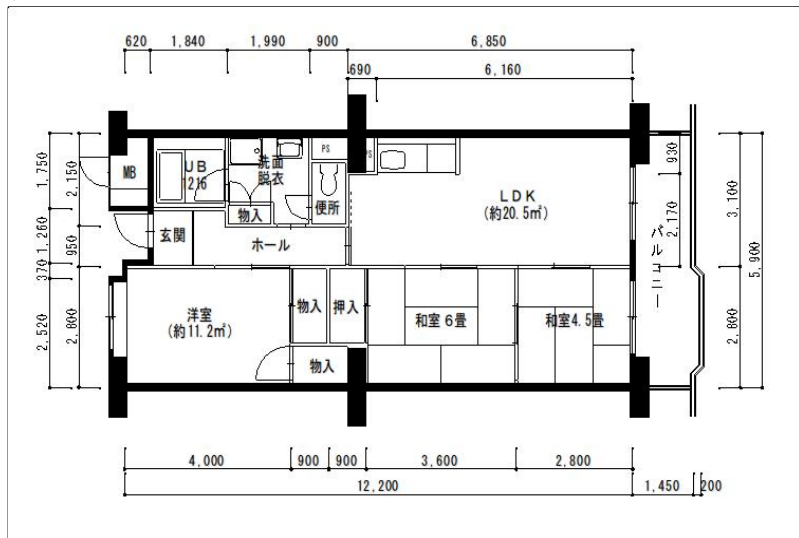 620
1,840
1,990
900
6,850
690
6,160
1,750
2,150
1,260
950
370
2,520
2,800
MB
UB
1216
洗面
脱衣
物入
PS
便所
PS
LDK
(約20.5㎡)
玄関
ホール
洋室
(約11.2㎡)
物入
押入
物入
和室6畳
和室4.5畳
バルコニー
930
2,170
3,100
2,800
5,900
4,000
900
900
3,600
2,800
12,200
1,450
200